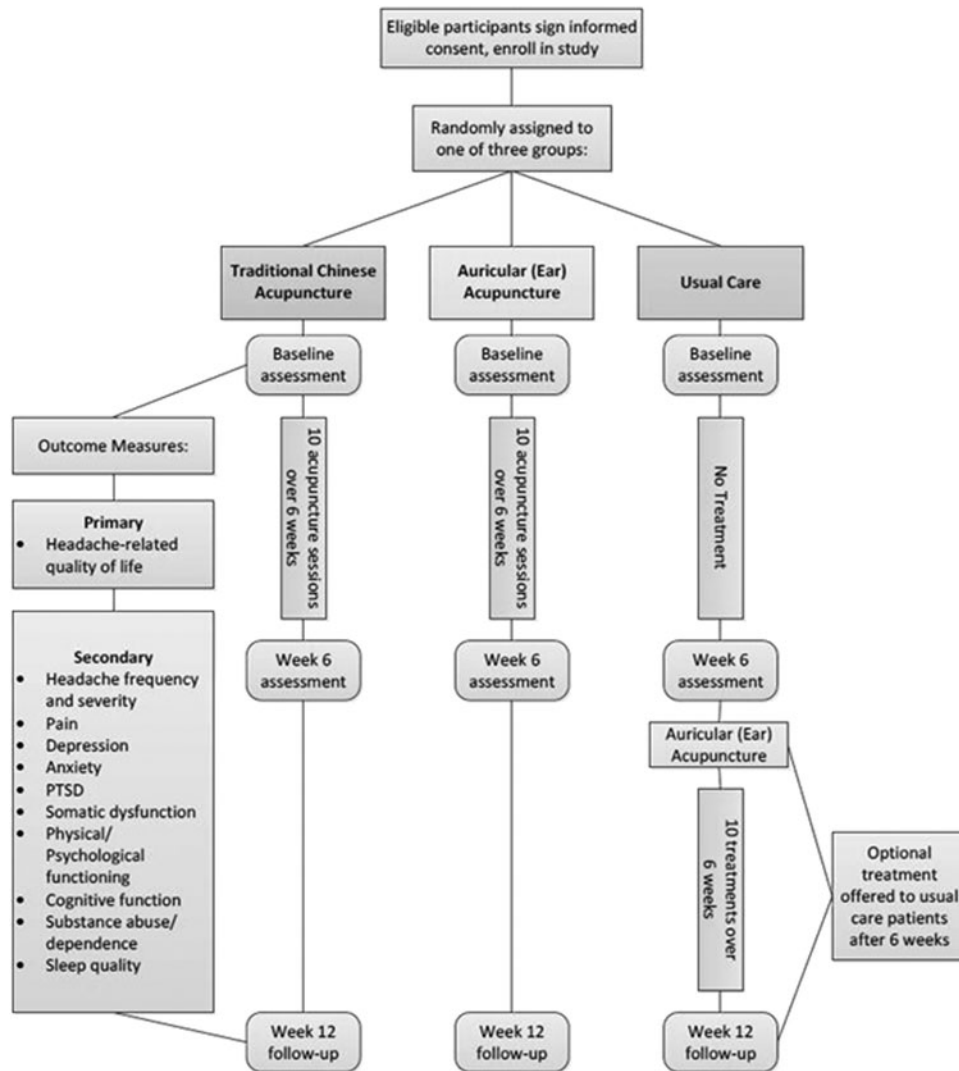 Eligible participants sign informed
consent, enroll in study
Randomly assigned to
one of three groups:
Traditional Chinese
Acupuncture
Auricular (Ear)
Acupuncture
Usual Care
Baseline
assessment
Baseline
assessment
Baseline
assessment
Outcome Measures:
Primary
• Headache-related
quality of life
Secondary
• Headache frequency
and severity
• Pain
• Depression
• Anxiety
• PTSD
• Somatic dysfunction
• Physical/
Psychological
functioning
• Cognitive function
• Substance abuse/
dependence
• Sleep quality
10 acupuncture sessions
over 6 weeks
10 acupuncture sessions
over 6 weeks
No Treatment
Week 6
assessment
Week 6
assessment
Week 6
assessment
Auricular (Ear)
Acupuncture
10 treatments over
6 weeks
Optional
treatment
offered to usual
care patients
after 6 weeks
Week 12
follow-up
Week 12
follow-up
Week 12
follow-up